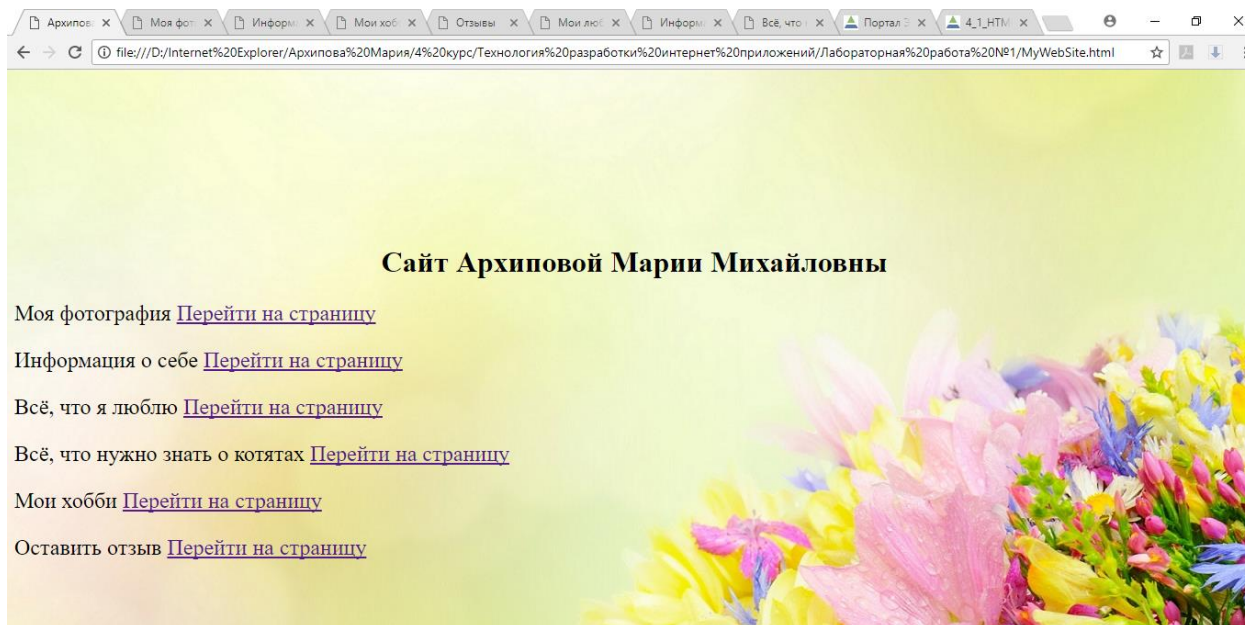 Архипов Моя фот Информ Мои хоб Отзывы Мои лю Информ Всё, что Портал 4_1_HTM
file:///D:/Internet%20Explorer/Архипова%20Мария/4%20курс/Технология%20разработки%20интернет%20приложений/Лабораторная%20работа%20№1/MyWebSite.html
Сайт Архиповой Марии Михайловны
Моя фотография Перейти на страницу
Информация о себе Перейти на страницу
Всё, что я люблю Перейти на страницу
Всё, что нужно знать о котятах Перейти на страницу
Мои хобби Перейти на страницу
Оставить отзыв Перейти на страницу